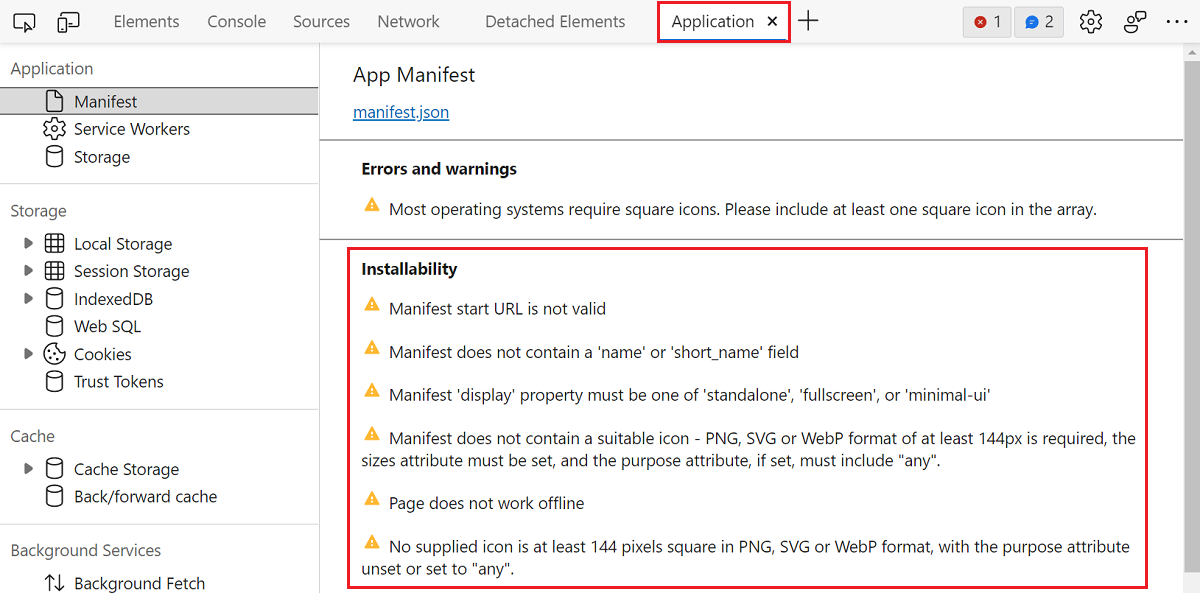 Elements Console Sources Network Detached Elements Application 1 2
Application
Manifest
Service Workers
Storage
Storage
Local Storage
Session Storage
IndexedDB
Web SQL
Cookies
Trust Tokens
Cache
Cache Storage
Back/forward cache
Background Services
Background Fetch
App Manifest
manifest.json
Errors and warnings
Most operating systems require square icons. Please include at least one square icon in the array.
Installability
Manifest start URL is not valid
Manifest does not contain a 'name' or 'short_name' field
Manifest 'display' property must be one of 'standalone', 'fullscreen', or 'minimal-ui'
Manifest does not contain a suitable icon - PNG, SVG or WebP format of at least 144px is required, the
sizes attribute must be set, and the purpose attribute, if set, must include "any".
Page does not work offline
No supplied icon is at least 144 pixels square in PNG, SVG or WebP format, with the purpose attribute
unset or set to "any".